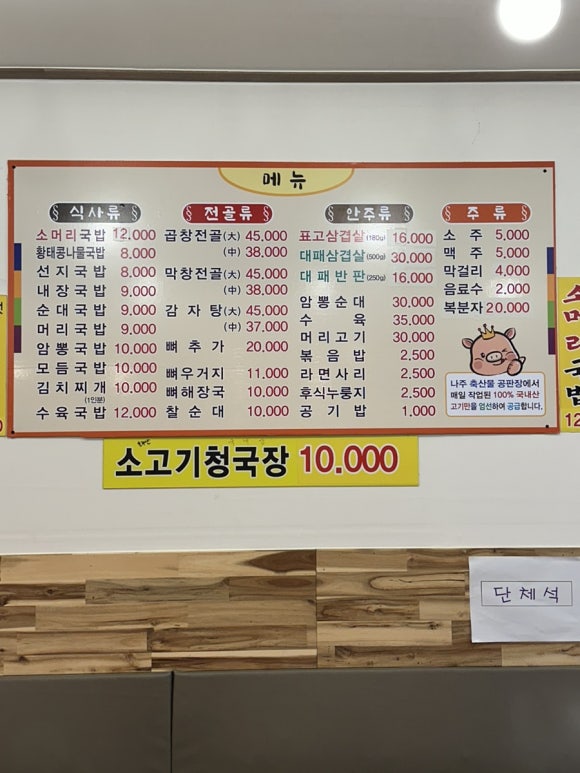 메뉴
식사류
소머리국밥 12.000
황태콩나물국밥 8.000
선지국밥 8.000
내장국밥 9.000
순대국밥 9.000
머리국밥 9.000
암뽕국밥 10.000
모듬국밥 10.000
김치찌개 10.000
(1인분)
수육국밥 12.000
전골류
곱창전골(大) 45.000
(中) 38.000
막창전골(大) 45.000
(中) 38.000
감자탕(大) 45.000
(中) 37.000
뼈추가 20.000
뼈우거지 11.000
뼈해장국 10.000
찰순대 10.000
안주류
표고삼겹살(180g) 16.000
대패삼겹살(500g) 30.000
대패반판(250g) 16.000
암뽕순대 30.000
수육 35.000
머리고기 30.000
볶음밥 2.500
라면사리 2.500
후식누룽지 2.500
공기밥 1.000
주류
소주 5.000
맥주 5.000
막걸리 4.000
음료수 2.000
복분자 20.000
나주 축산물 공판장에서
매일 작업된 100% 국내산
고기만을 엄선하여 공급합니다.
소고기청국장 10.000
소머리국밥
12
단체석